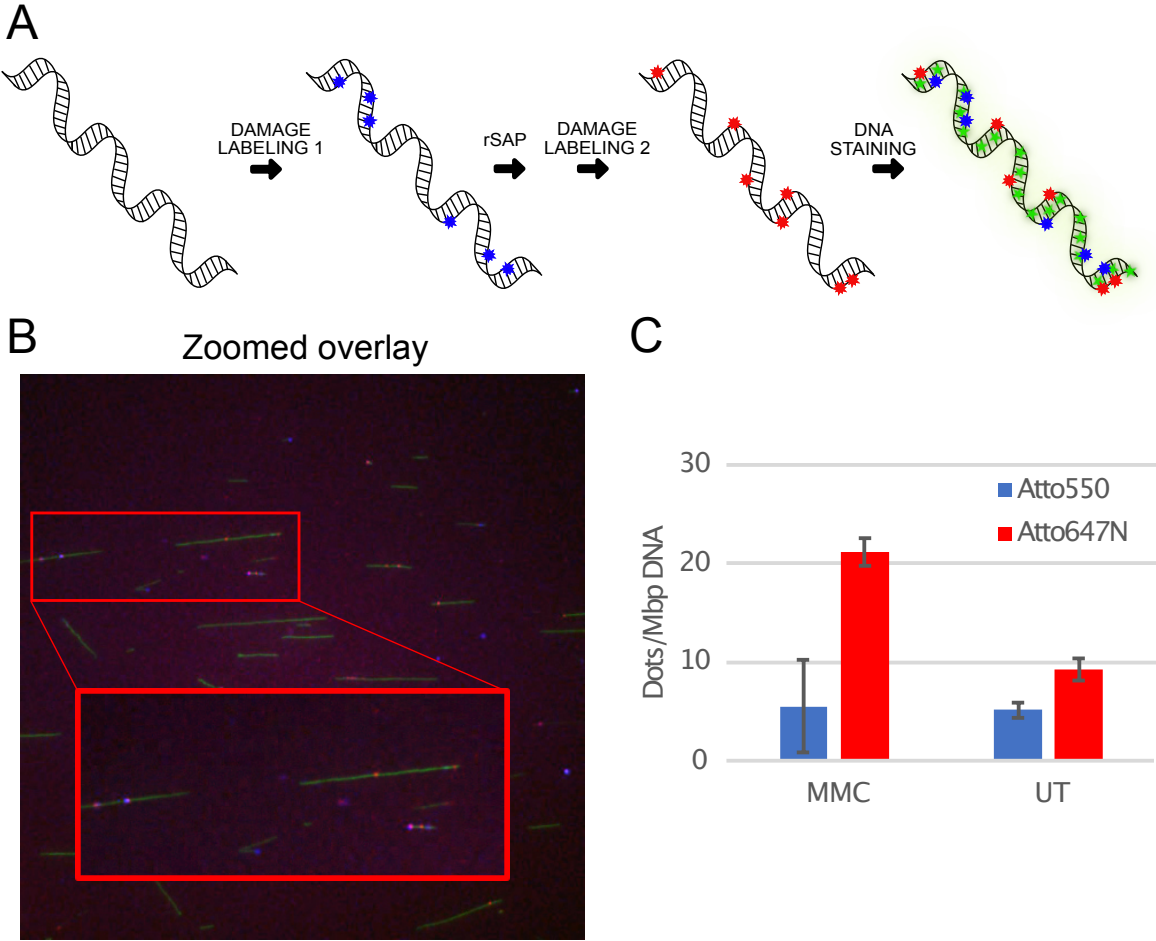 A
DAMAGE
LABELING 1
rSAP
DAMAGE
LABELING 2
DNA
STAINING
B
Zoomed overlay
C
Dots/Mbp DNA
30
20
10
0
Atto550
Atto647N
MMC
UT